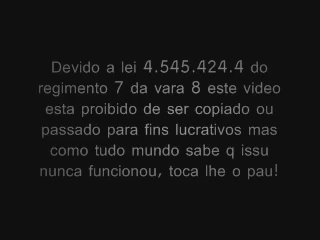 Devido a lei 4.545.424.4 do
regimento 7 da vara 8 este video
esta proibido de ser copiado ou
passado para fins lucrativos mas
como tudo mundo sabe q issu
nunca funcionou, toca lhe o pau!